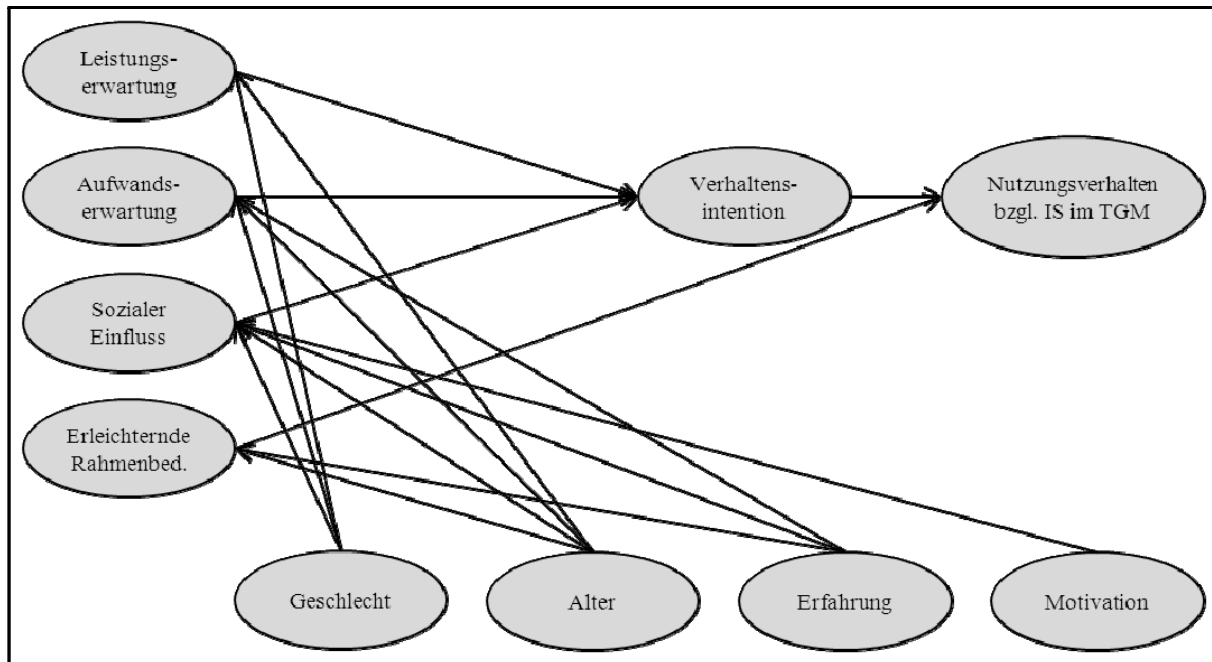 Leistungs-
erwartung
Aufwands-
erwartung
Verhaltens-
intention
Nutzungsverhalten
bzgl. IS im TGM
Sozialer
Einfluss
Erleichternde
Rahmenbed.
Geschlecht
Alter
Erfahrung
Motivation